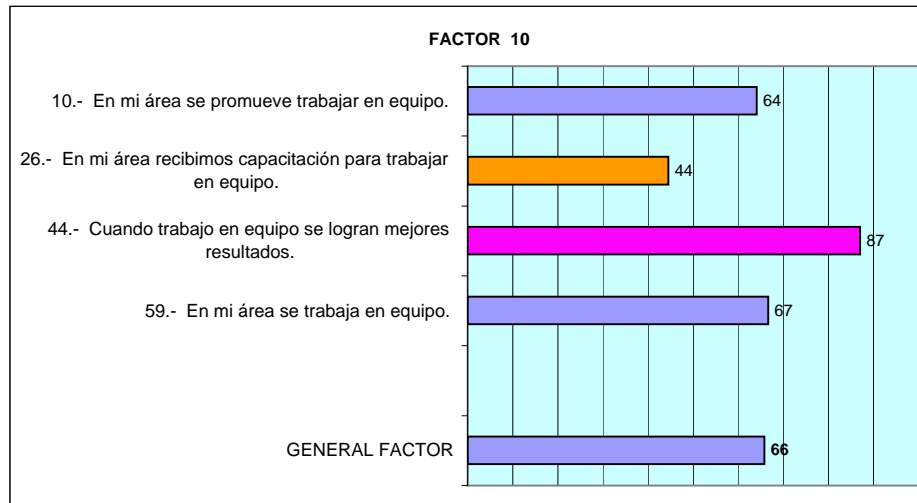 FACTOR  10
10.-  En mi área se promueve trabajar en equipo.
64
26.-  En mi área recibimos capacitación para trabajar
en equipo.
44
44.-  Cuando trabajo en equipo se logran mejores
resultados.
87
59.-  En mi área se trabaja en equipo.
67
GENERAL FACTOR
66